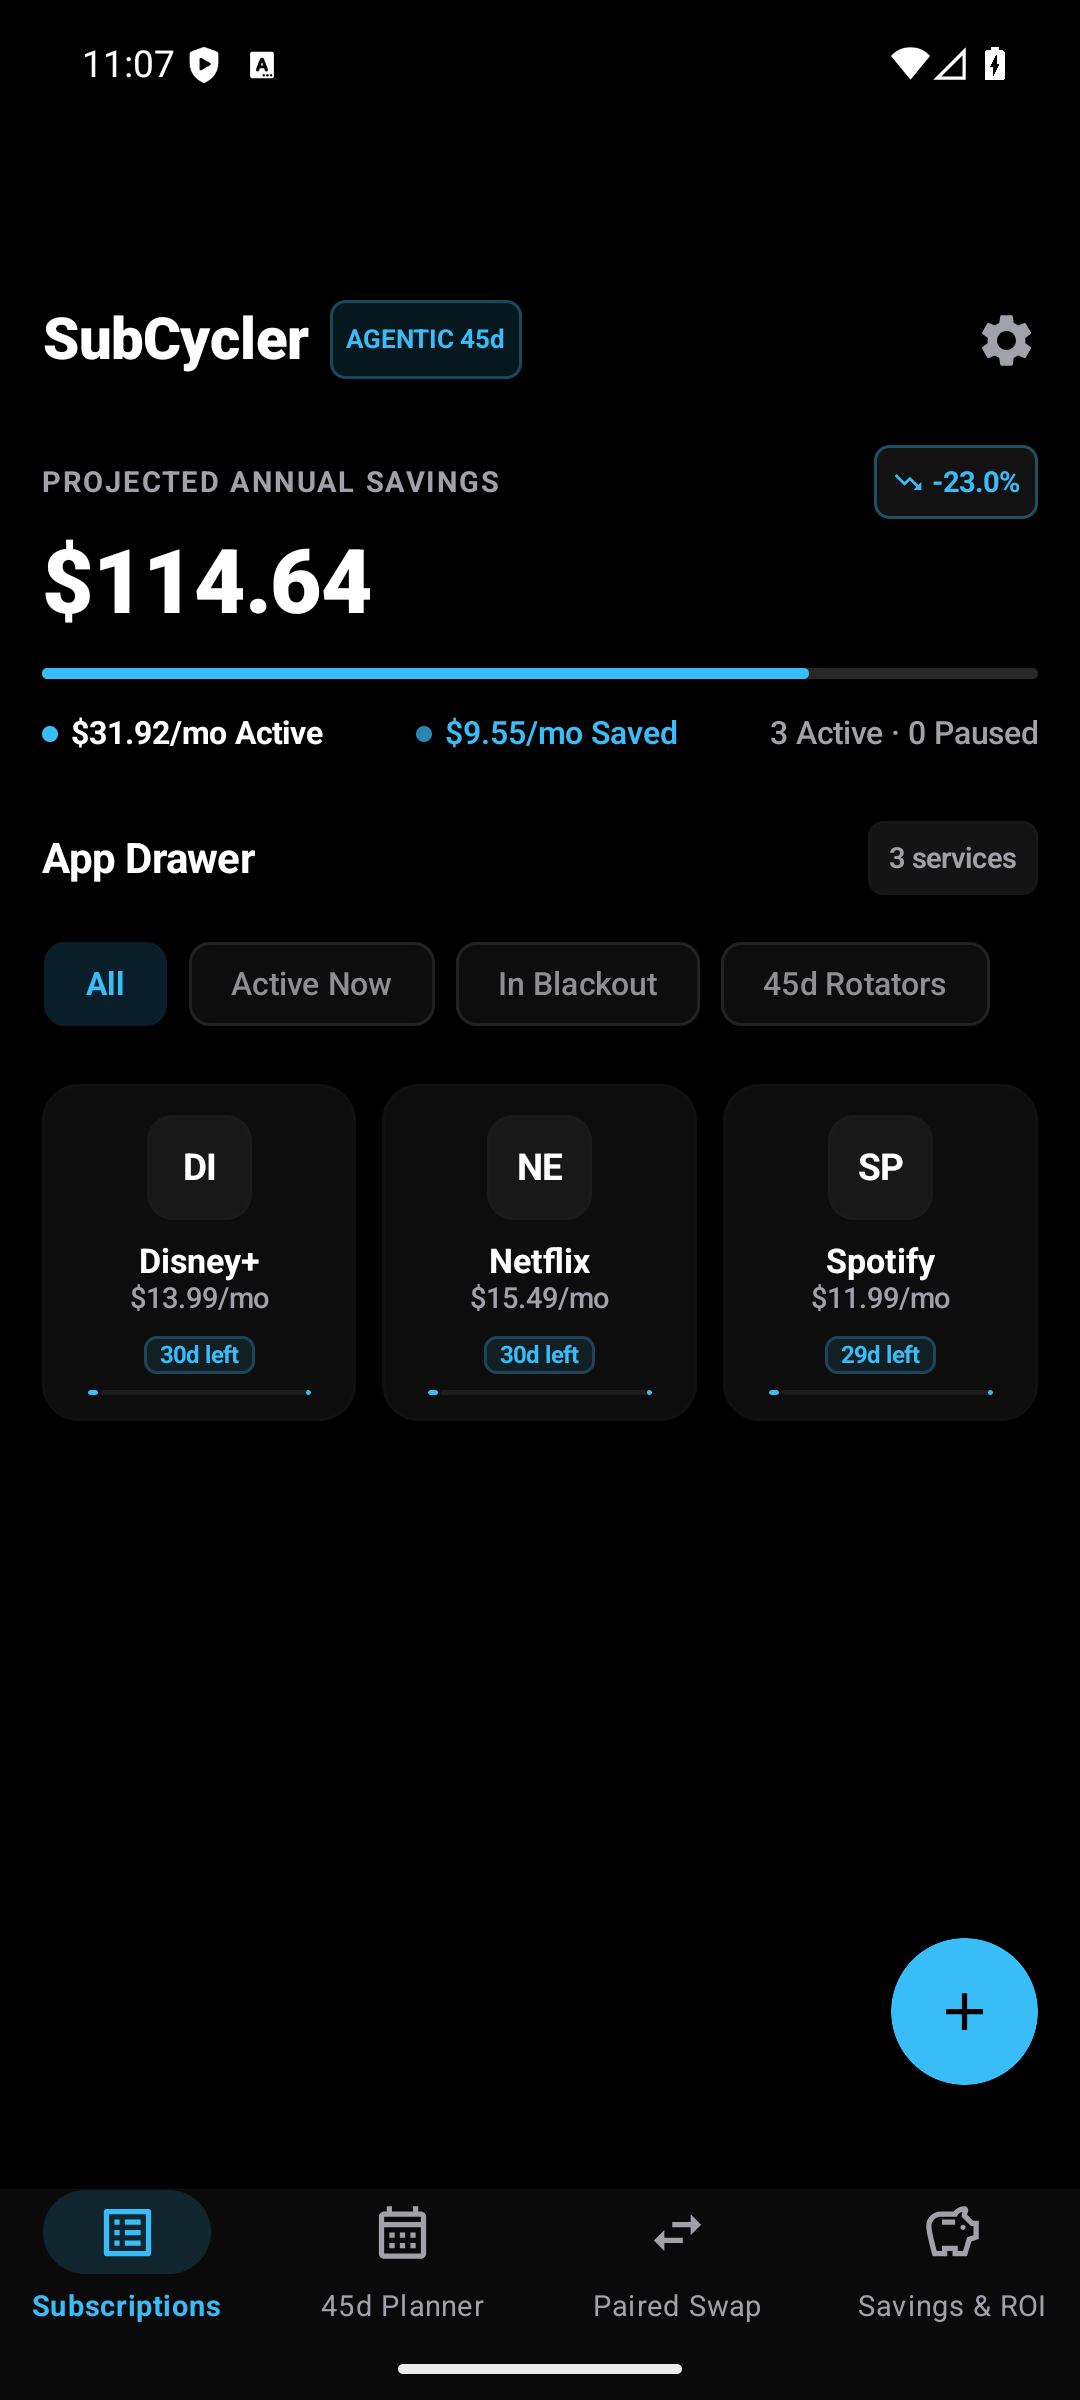 11:07
SubCycler
AGENTIC 45d
PROJECTED ANNUAL SAVINGS
-23.0%
$114.64
$31.92/mo Active
$9.55/mo Saved
3 Active · 0 Paused
App Drawer
3 services
All
Active Now
In Blackout
45d Rotators
DI
Disney+
$13.99/mo
30d left
NE
Netflix
$15.49/mo
30d left
SP
Spotify
$11.99/mo
29d left
Subscriptions
45d Planner
Paired Swap
Savings & ROI